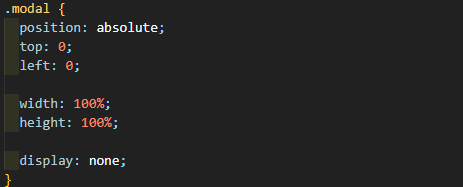 .modal {
  position: absolute;
  top: 0;
  left: 0;

  width: 100%;
  height: 100%;

  display: none;
}